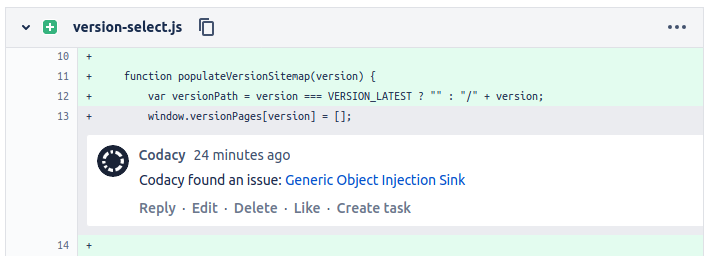 version-select.js
10 +
11 + function populateVersionSitemap(version) {
12 + var versionPath = version === VERSION_LATEST ? "" : "/" + version;
13 + window.versionPages[version] = [];
Codacy 24 minutes ago
Codacy found an issue: Generic Object Injection Sink
Reply · Edit · Delete · Like · Create task
14 +